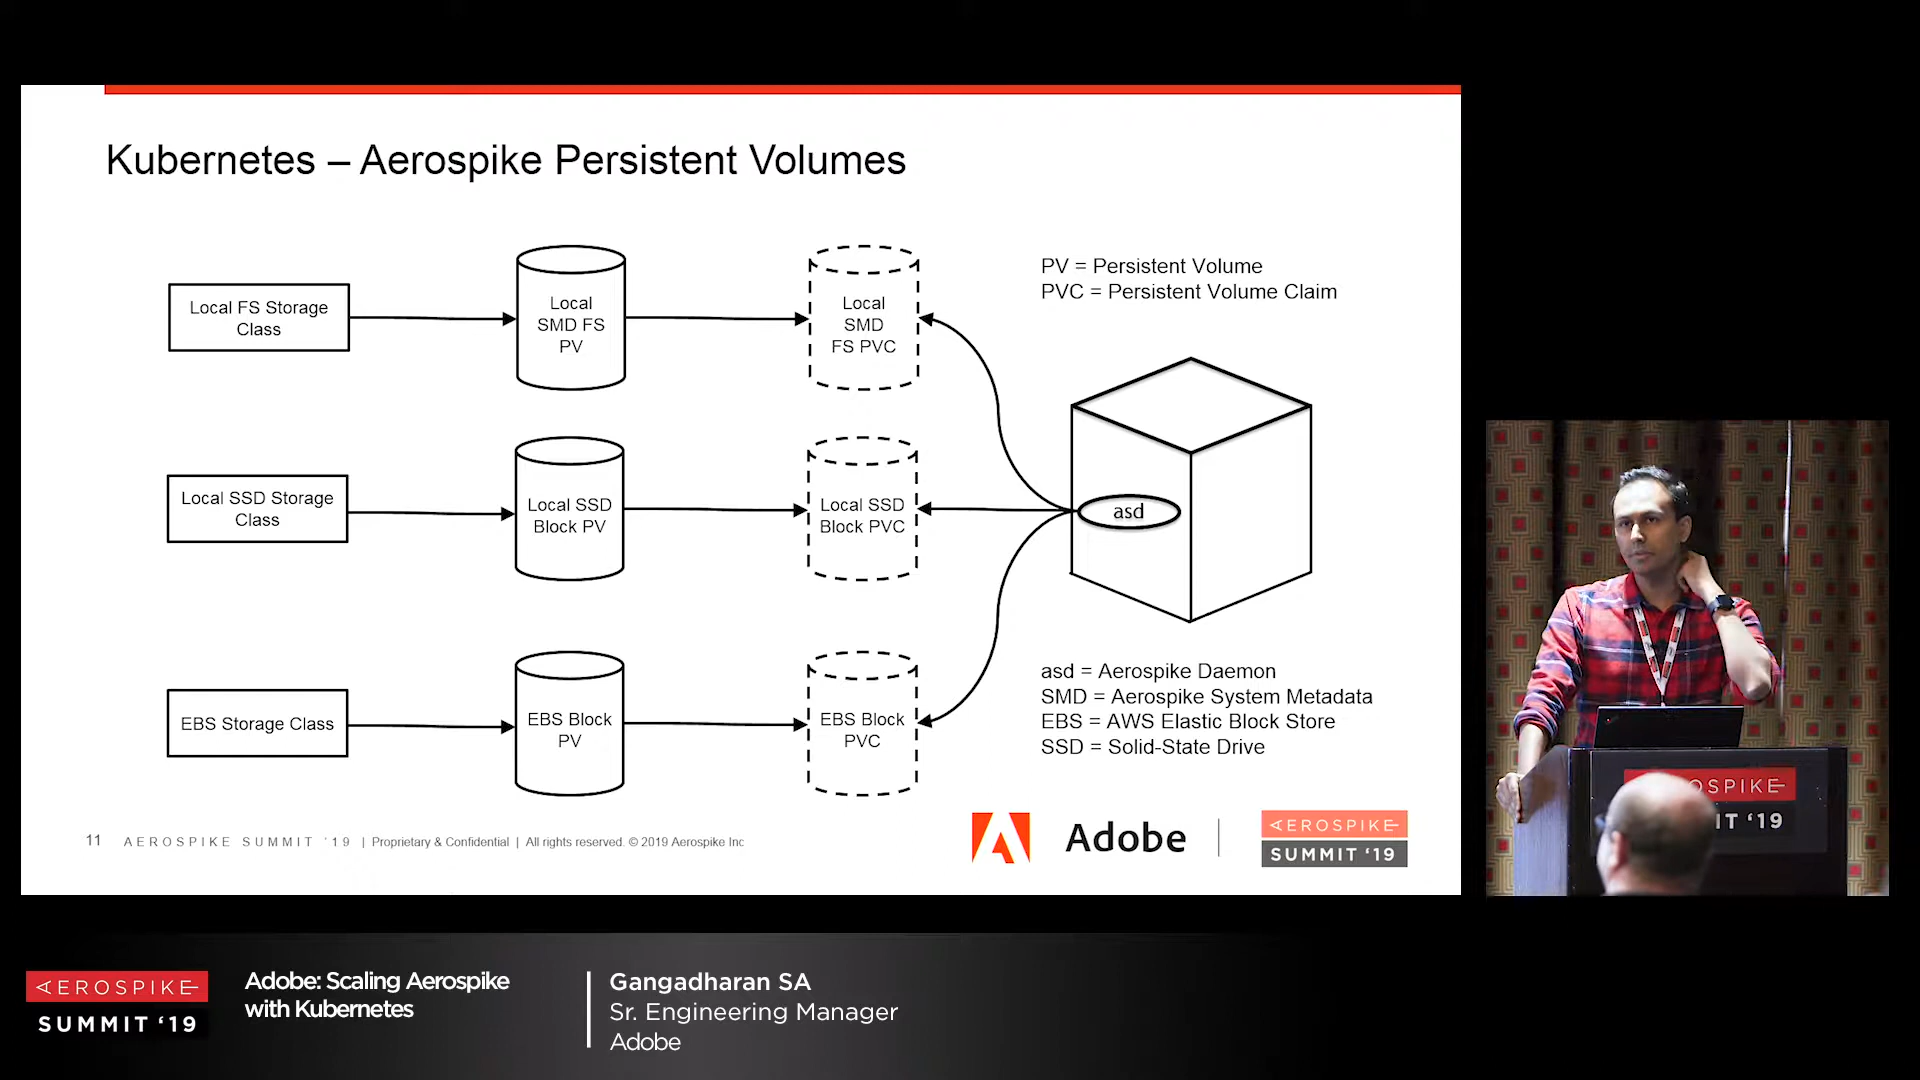 Kubernetes – Aerospike Persistent Volumes
Local FS Storage
Class
Local
SMD FS
PV
Local
SMD
FS PVC
PV = Persistent Volume
PVC = Persistent Volume Claim
Local SSD Storage
Class
Local SSD
Block PV
Local SSD
Block PVC
asd
EBS Storage Class
EBS Block
PV
EBS Block
PVC
asd = Aerospike Daemon
SMD = Aerospike System Metadata
EBS = AWS Elastic Block Store
SSD = Solid-State Drive
11 AEROSPIKE SUMMIT '19 | Proprietary & Confidential | All rights reserved. © 2019 Aerospike Inc
Adobe
AEROSPIKE
SUMMIT ‘19
OSPIKE
IT ‘19
AEROSPIKE
SUMMIT ‘19
Adobe: Scaling Aerospike
with Kubernetes
Gangadharan SA
Sr. Engineering Manager
Adobe